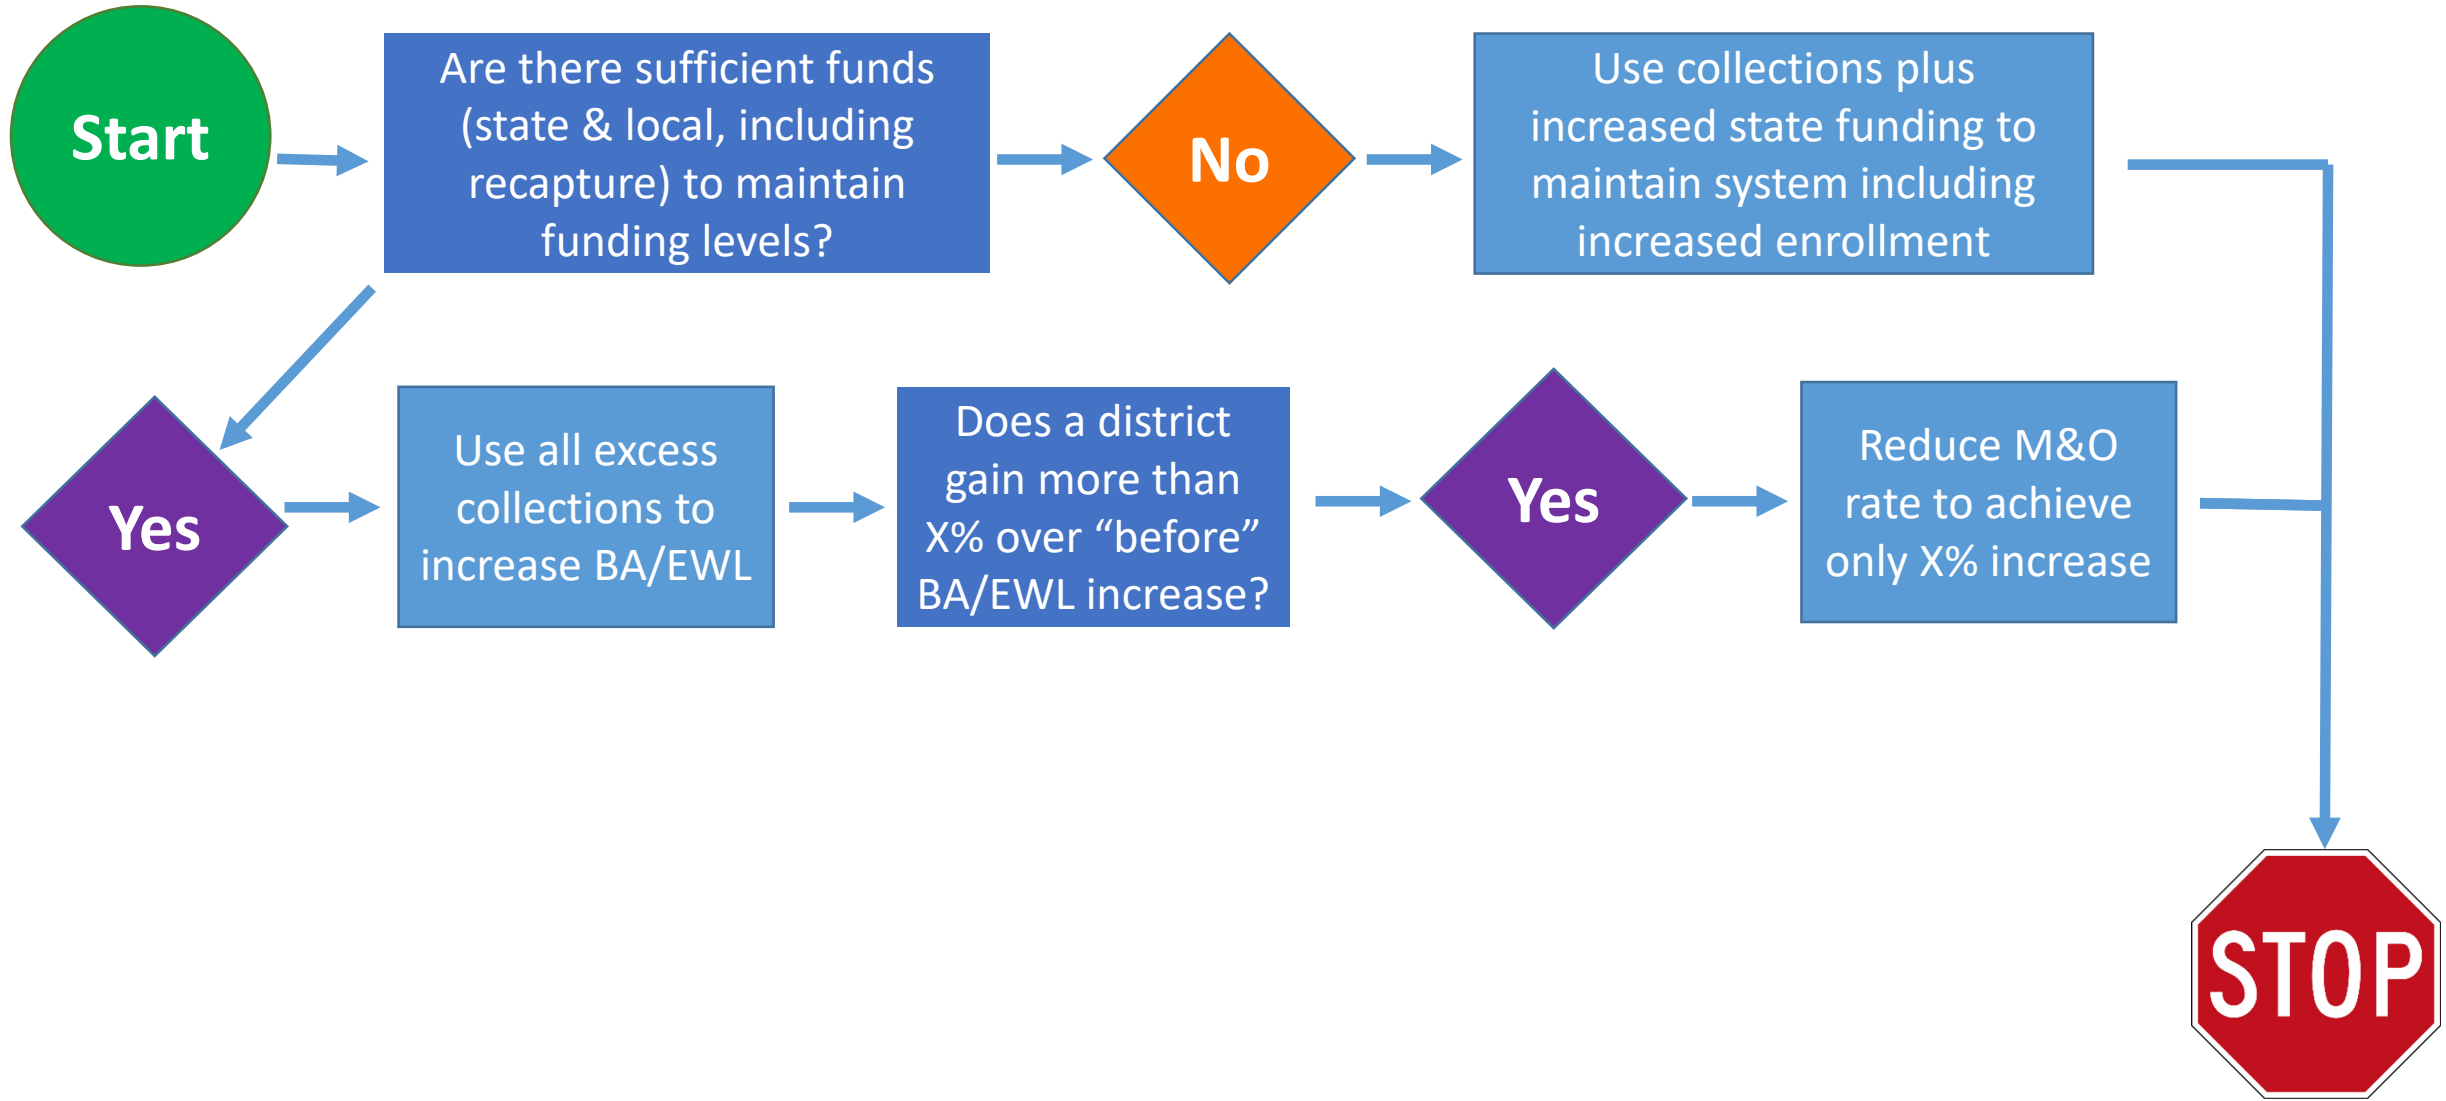 Start
Are there sufficient funds
(state & local, including
recapture) to maintain
funding levels?
No
Use collections plus
increased state funding to
maintain system including
increased enrollment
Yes
Use all excess
collections to
increase BA/EWL
Does a district
gain more than
X% over “before”
BA/EWL increase?
Yes
Reduce M&O
rate to achieve
only X% increase
STOP